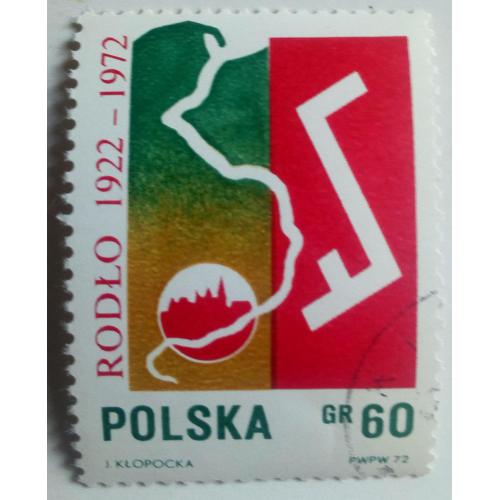 RODŁO 1922 – 1972
POLSKA GR 60
J. KŁOPOCKA PWPW 72